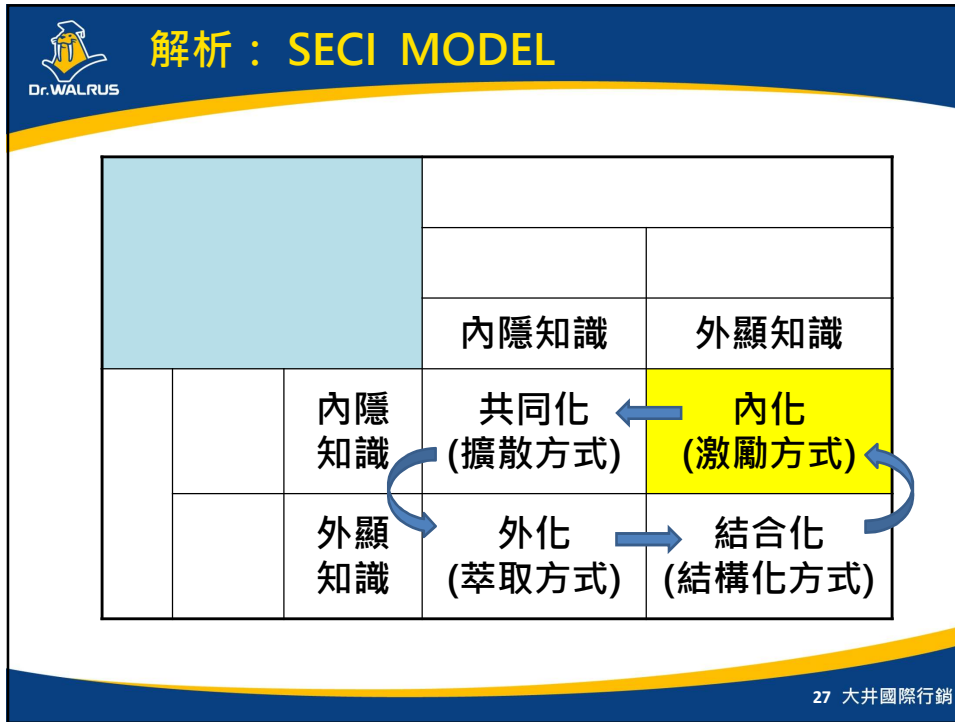 解析：SECI MODEL
Dr.WALRUS
內隱知識 外顯知識
內隱
知識
共同化
(擴散方式)
內化
(激勵方式)
外顯
知識
外化
(萃取方式)
結合化
(結構化方式)
27 大井國際行銷